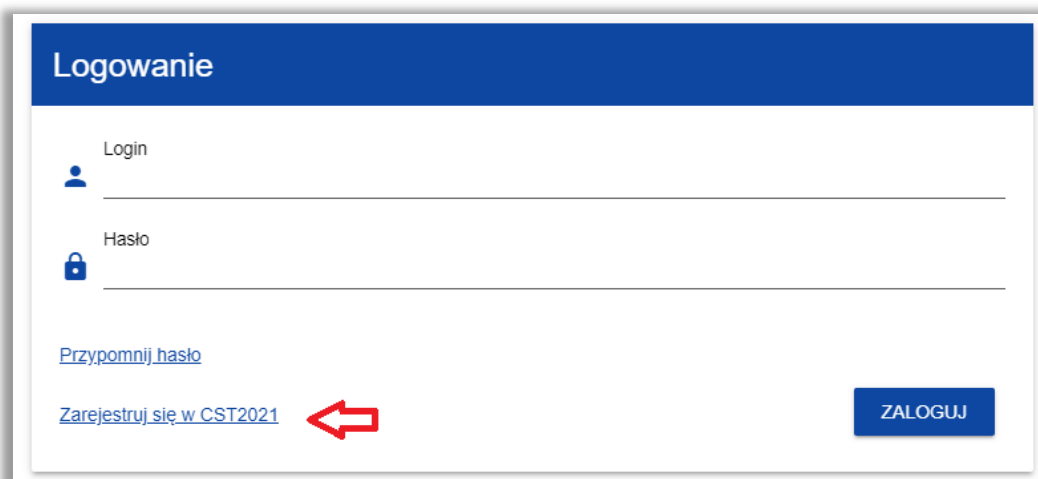 Logowanie
Login
Hasło
Przypomnij hasło
Zarejestruj się w CST2021
ZALOGUJ